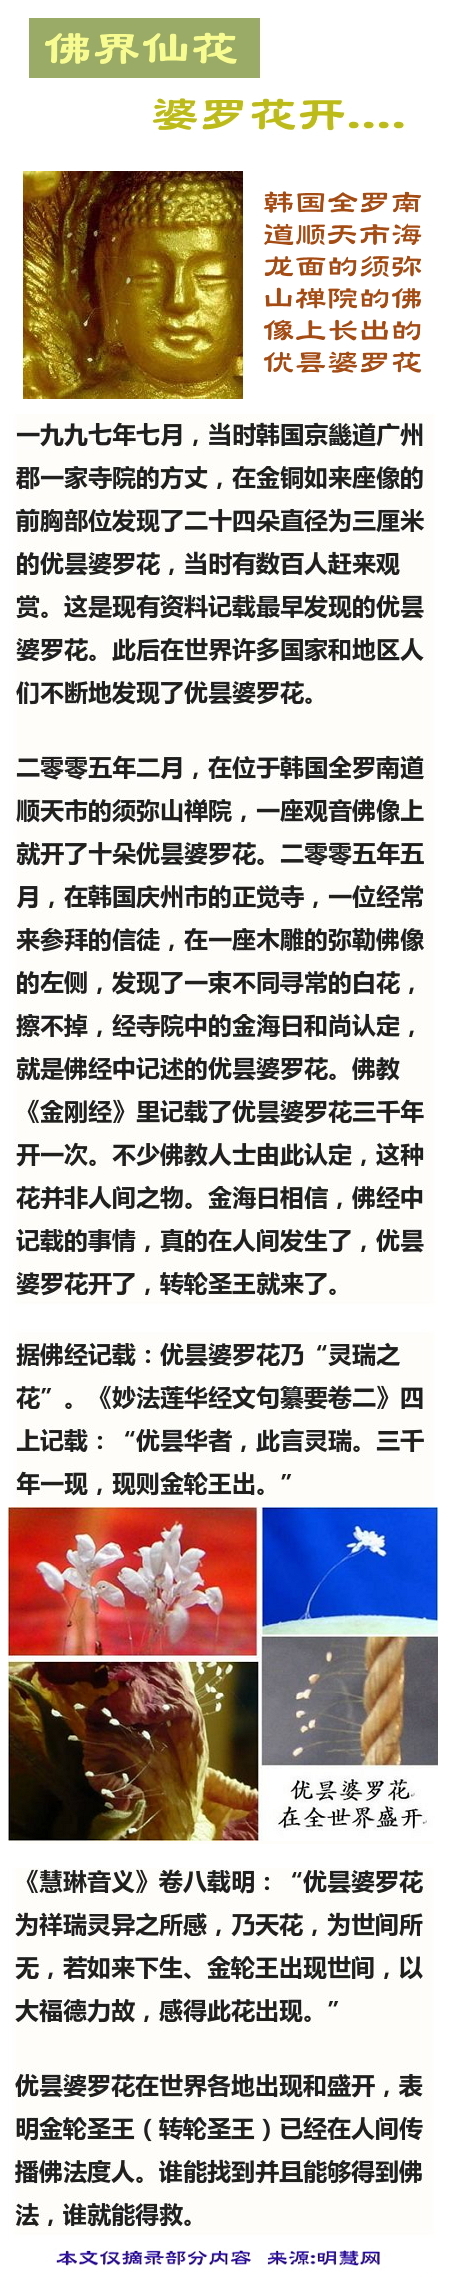 佛界仙花
婆罗花开....
韩国全罗南
道顺天市海
龙面的须弥
山禅院的佛
像上长出的
优昙婆罗花
一九九七年七月，当时韩国京畿道广州
郡一家寺院的方丈，在金铜如来座像的
前胸部位发现了二十四朵直径为三厘米
的优昙婆罗花，当时有数百人赶来观
赏。这是现有资料记载最早发现的优昙
婆罗花。此后在世界许多国家和地区人
们不断地发现了优昙婆罗花。
二零零五年二月，在位于韩国全罗南道
顺天市的须弥山禅院，一座观音佛像上
就开了十朵优昙婆罗花。二零零五年五
月，在韩国庆州市的正觉寺，一位经常
来参拜的信徒，在一座木雕的弥勒佛像
的左侧，发现了一束不同寻常的白花，
擦不掉，经寺院中的金海日和尚认定，
就是佛经中记述的优昙婆罗花。佛教
《金刚经》里记载了优昙婆罗花三千年
开一次。不少佛教人士由此认定，这种
花并非人间之物。金海日相信，佛经中
记载的事情，真的在人间发生了，优昙
婆罗花开了，转轮圣王就来了。
据佛经记载：优昙婆罗花乃“灵瑞之
花”。《妙法莲华经文句纂要卷二》四
上记载：“优昙华者，此言灵瑞。三千
年一现，现则金轮王出。”
优昙婆罗花
在全世界盛开
《慧琳音义》卷八载明：“优昙婆罗花
为祥瑞灵异之所感，乃天花，为世间所
无，若如来下生、金轮王出现世间，以
大福德力故，感得此花出现。”
优昙婆罗花在世界各地出现和盛开，表
明金轮圣王（转轮圣王）已经在人间传
播佛法度人。谁能找到并且能够得到佛
法，谁就能得救。
本文仅摘录部分内容 来源:明慧网